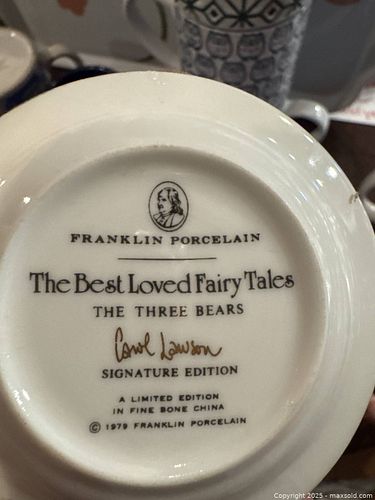 FRANKLIN PORCELAIN
The Best Loved Fairy Tales
THE THREE BEARS
Carol Lawson
SIGNATURE EDITION
A LIMITED EDITION
IN FINE BONE CHINA
© 1979 FRANKLIN PORCELAIN
Copyright 2025 - maxsold.com